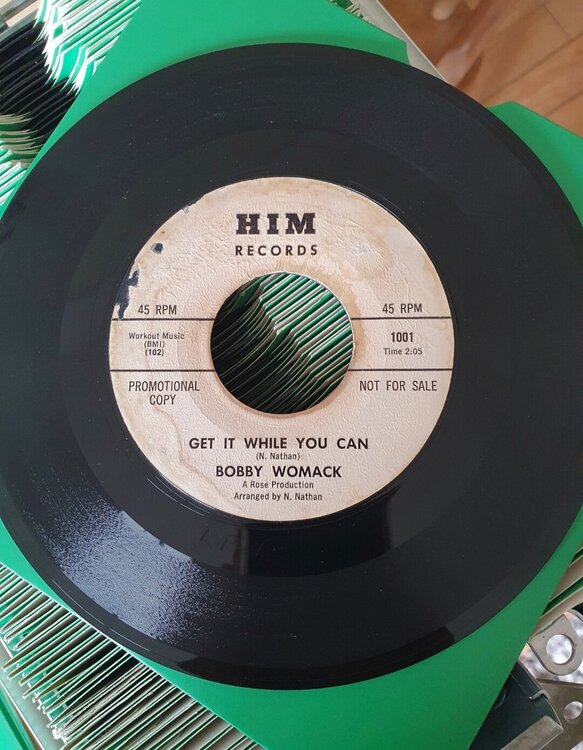 HIM
RECORDS
45 RPM
45 RPM
Workout Music
(BMI)
(102)
1001
Time 2:05
PROMOTIONAL
COPY
NOT FOR SALE
GET IT WHILE YOU CAN
(N. Nathan)
BOBBY WOMACK
A Rose Production
Arranged by N. Nathan